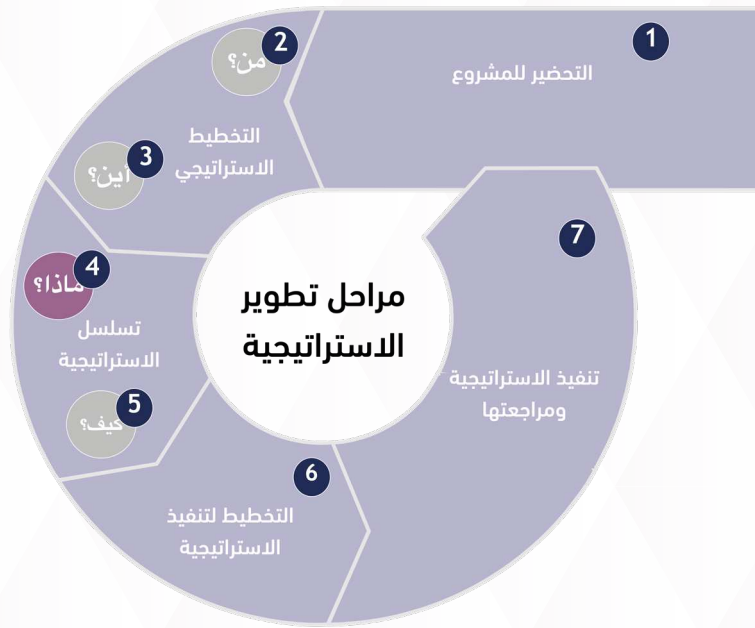 1
التحضير للمشروع
2
من؟
التخطيط
الاستراتيجي
3
أين؟
4
ماذا؟
تسلسل
الاستراتيجية
5
كيف؟
6
التخطيط لتنفيذ
الاستراتيجية
7
تنفيذ الاستراتيجية
ومراجعتها
مراحل تطوير
الاستراتيجية